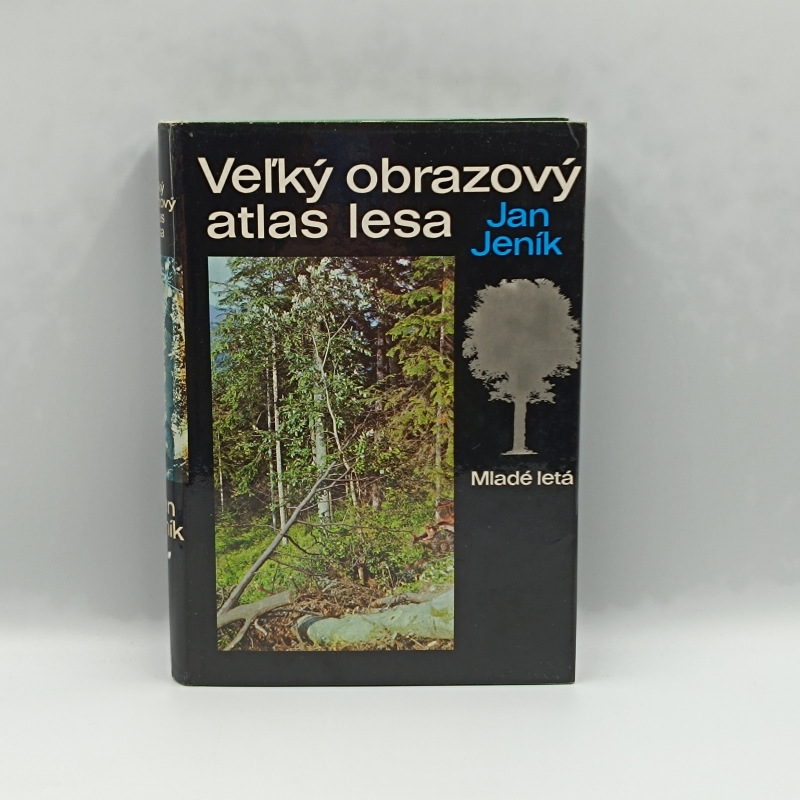 Veľký obrazový
atlas lesa
Jan
Jeník
Mladé letá